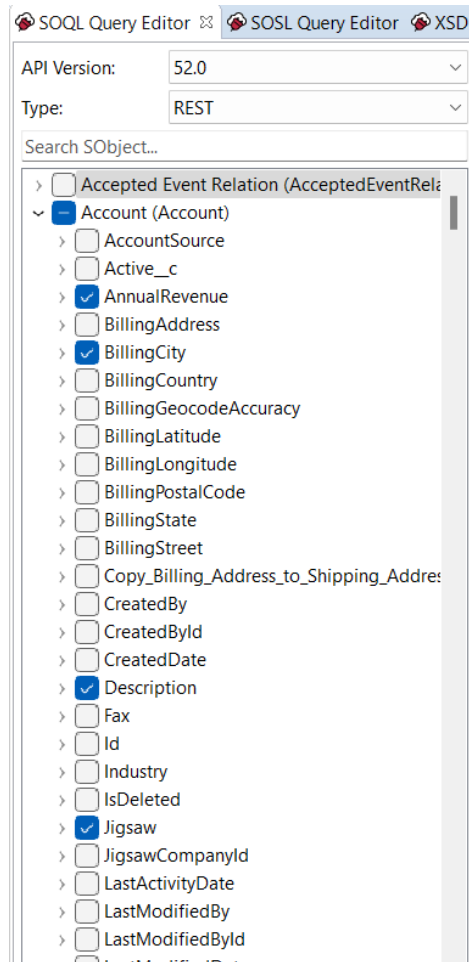 SOQL Query Editor SOSL Query Editor XSD
API Version: 52.0
Type: REST
Search SObject...
Accepted Event Relation (AcceptedEventRela
Account (Account)
AccountSource
Active__c
AnnualRevenue
BillingAddress
BillingCity
BillingCountry
BillingGeocodeAccuracy
BillingLatitude
BillingLongitude
BillingPostalCode
BillingState
BillingStreet
Copy_Billing_Address_to_Shipping_Addres
CreatedBy
CreatedById
CreatedDate
Description
Fax
Id
Industry
IsDeleted
Jigsaw
JigsawCompanyId
LastActivityDate
LastModifiedBy
LastModifiedById